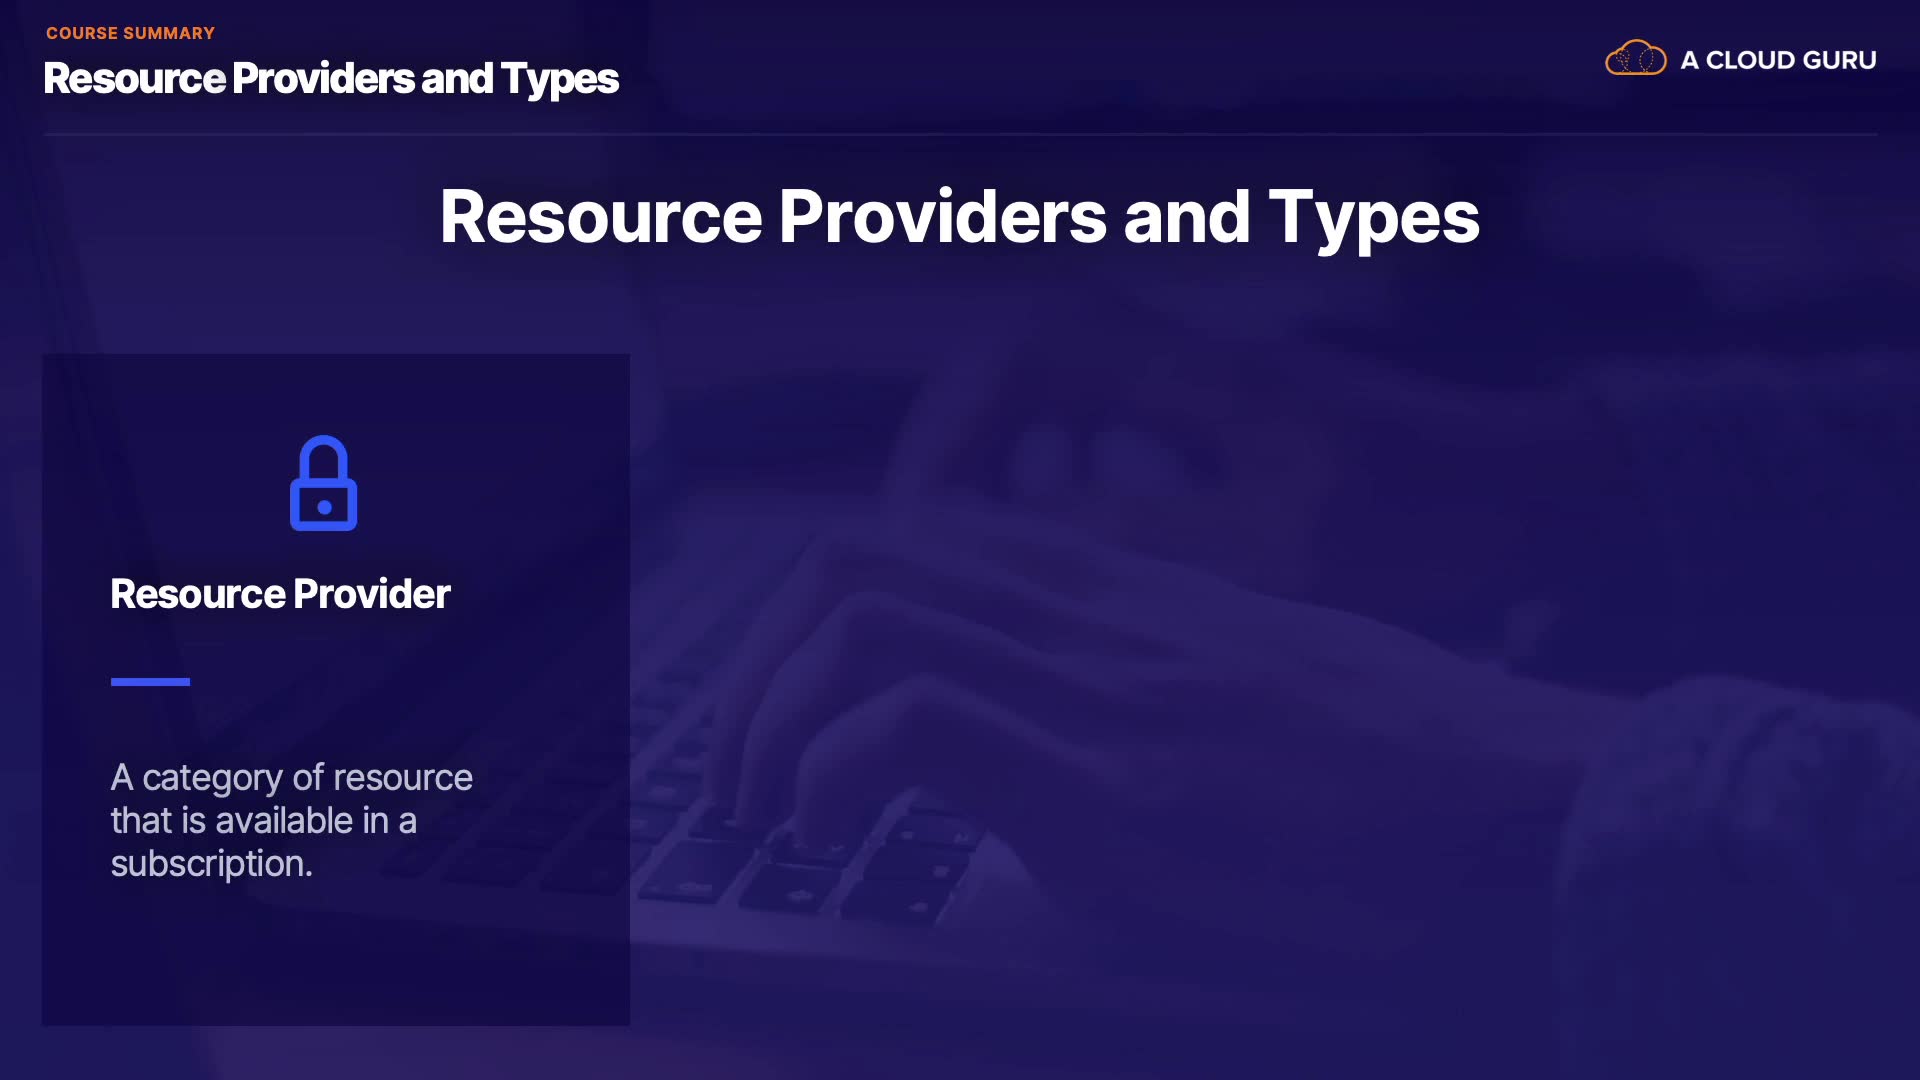 COURSE SUMMARY
Resource Providers and Types
A CLOUD GURU
Resource Providers and Types
Resource Provider
A category of resource
that is available in a
subscription.